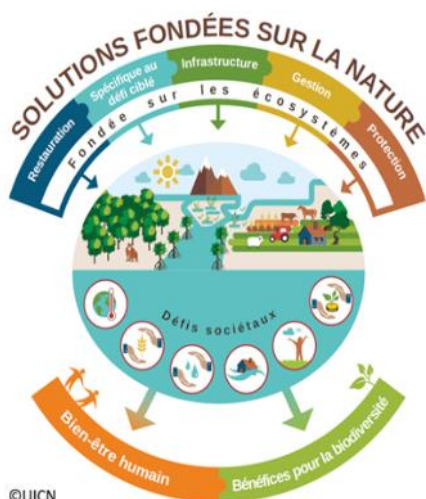 SOLUTIONS FONDÉES SUR LA NATURE
Restauration
Spécifique au
défi ciblé
Infrastructure
Gestion
Protection
Fondée sur les écosystèmes
Défis sociétaux
Bien-être humain
Bénéfices pour la biodiversité
©UICN